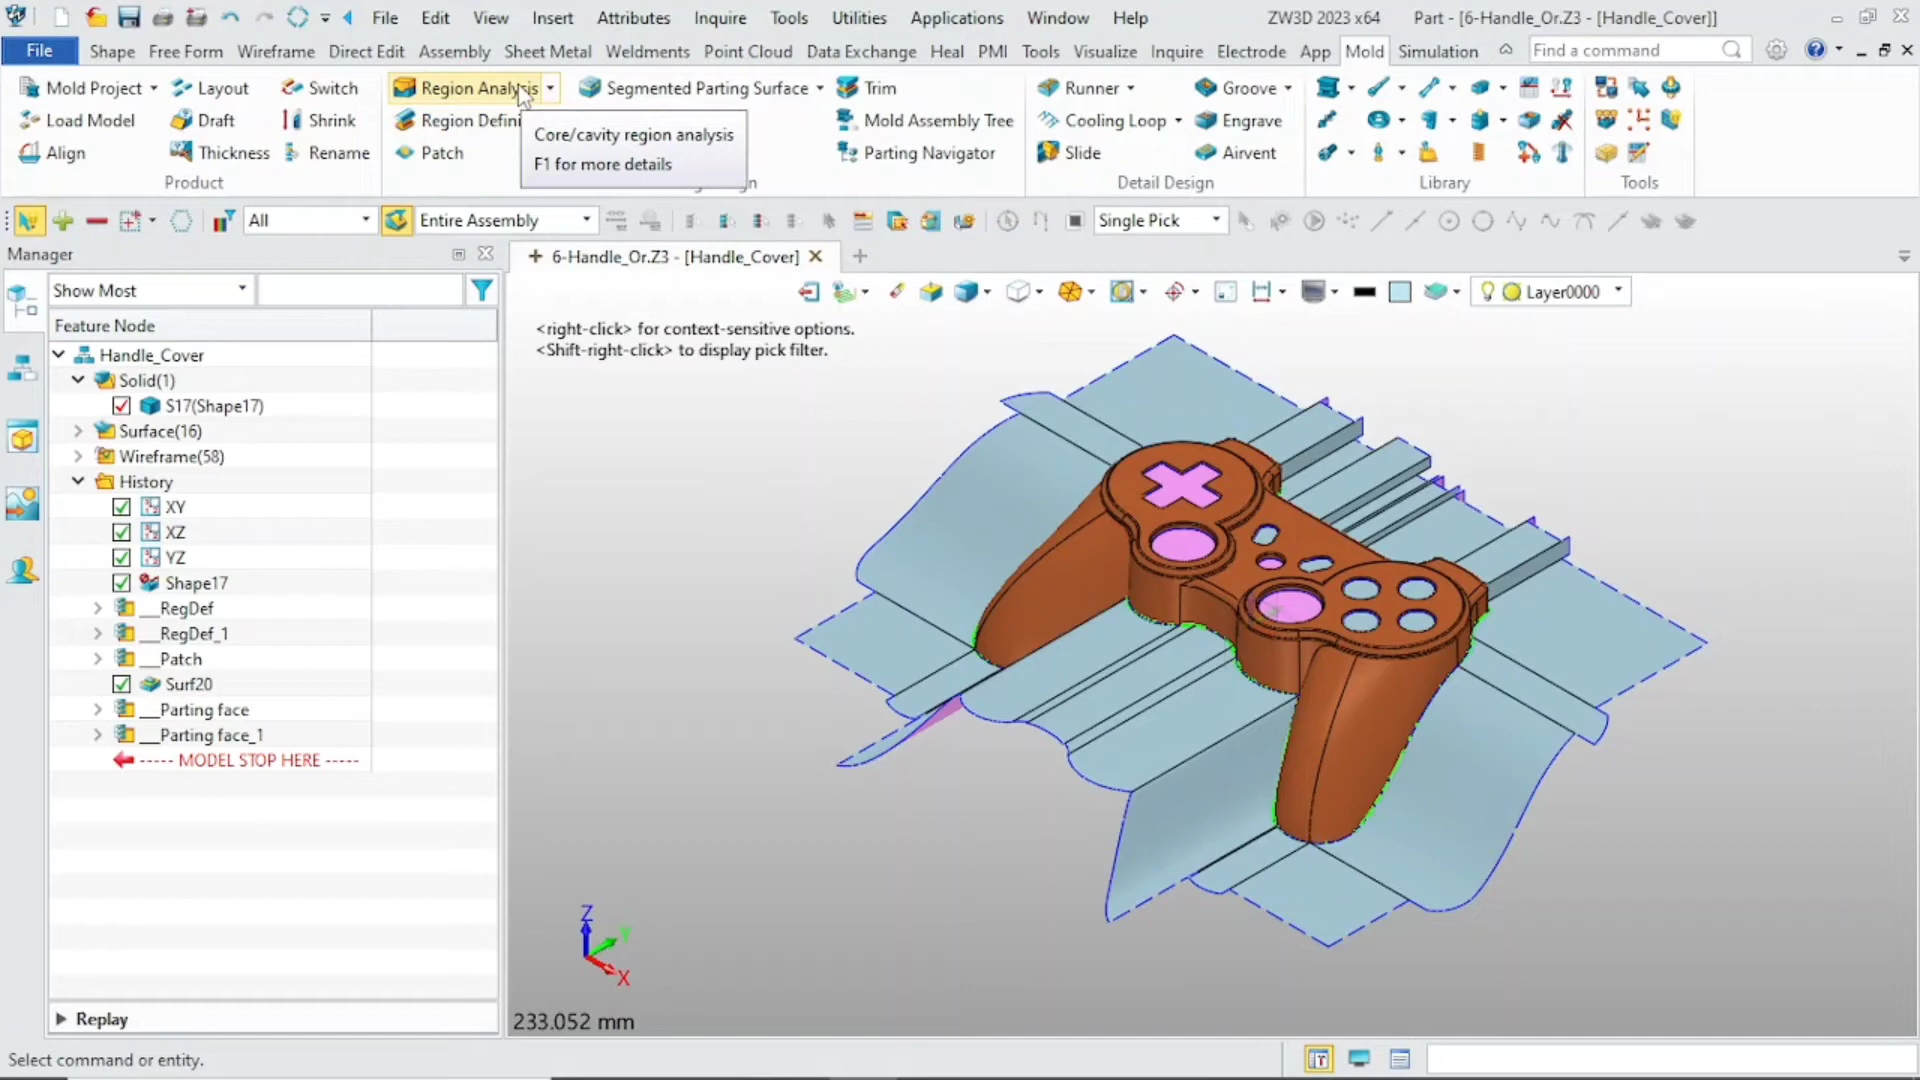 File Edit View Insert Attributes Inquire Tools Utilities Applications Window Help ZW3D 2023 x64 Part - [6-Handle_Or.Z3 - [Handle_Cover]]
File Shape Free Form Wireframe Direct Edit Assembly Sheet Metal Weldments Point Cloud Data Exchange Heal PMI Tools Visualize Inquire Electrode App Mold Simulation Find a command
Mold Project Layout Switch Region Analysis Segmented Parting Surface Trim Runner Groove
Load Model Draft Shrink Region Defini Mold Assembly Tree Cooling Loop Engrave
Align Thickness Rename Patch Parting Navigator Slide Airvent
Core/cavity region analysis
F1 for more details
Product Detail Design Library Tools
All Entire Assembly Single Pick
Manager
6-Handle_Or.Z3 - [Handle_Cover]
Show Most
Layer0000
Feature Node
<right-click> for context-sensitive options.
<Shift-right-click> to display pick filter.
Handle_Cover
Solid(1)
S17(Shape17)
Surface(16)
Wireframe(58)
History
XY
XZ
YZ
Shape17
__RegDef
__RegDef_1
__Patch
Surf20
__Parting face
__Parting face_1
----- MODEL STOP HERE -----
Z
Y
X
Replay
233.052 mm
Select command or entity.